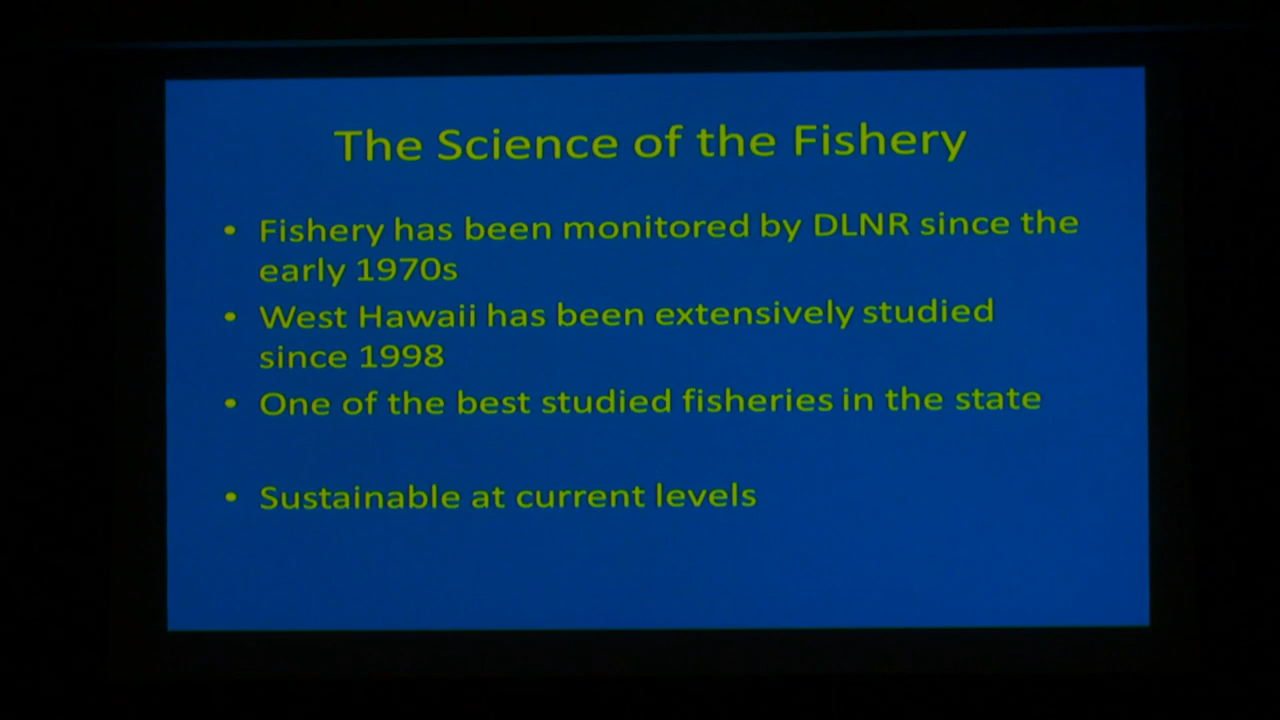 The Science of the Fishery
• Fishery has been monitored by DLNR since the
early 1970s
• West Hawaii has been extensively studied
since 1998
• One of the best studied fisheries in the state
• Sustainable at current levels